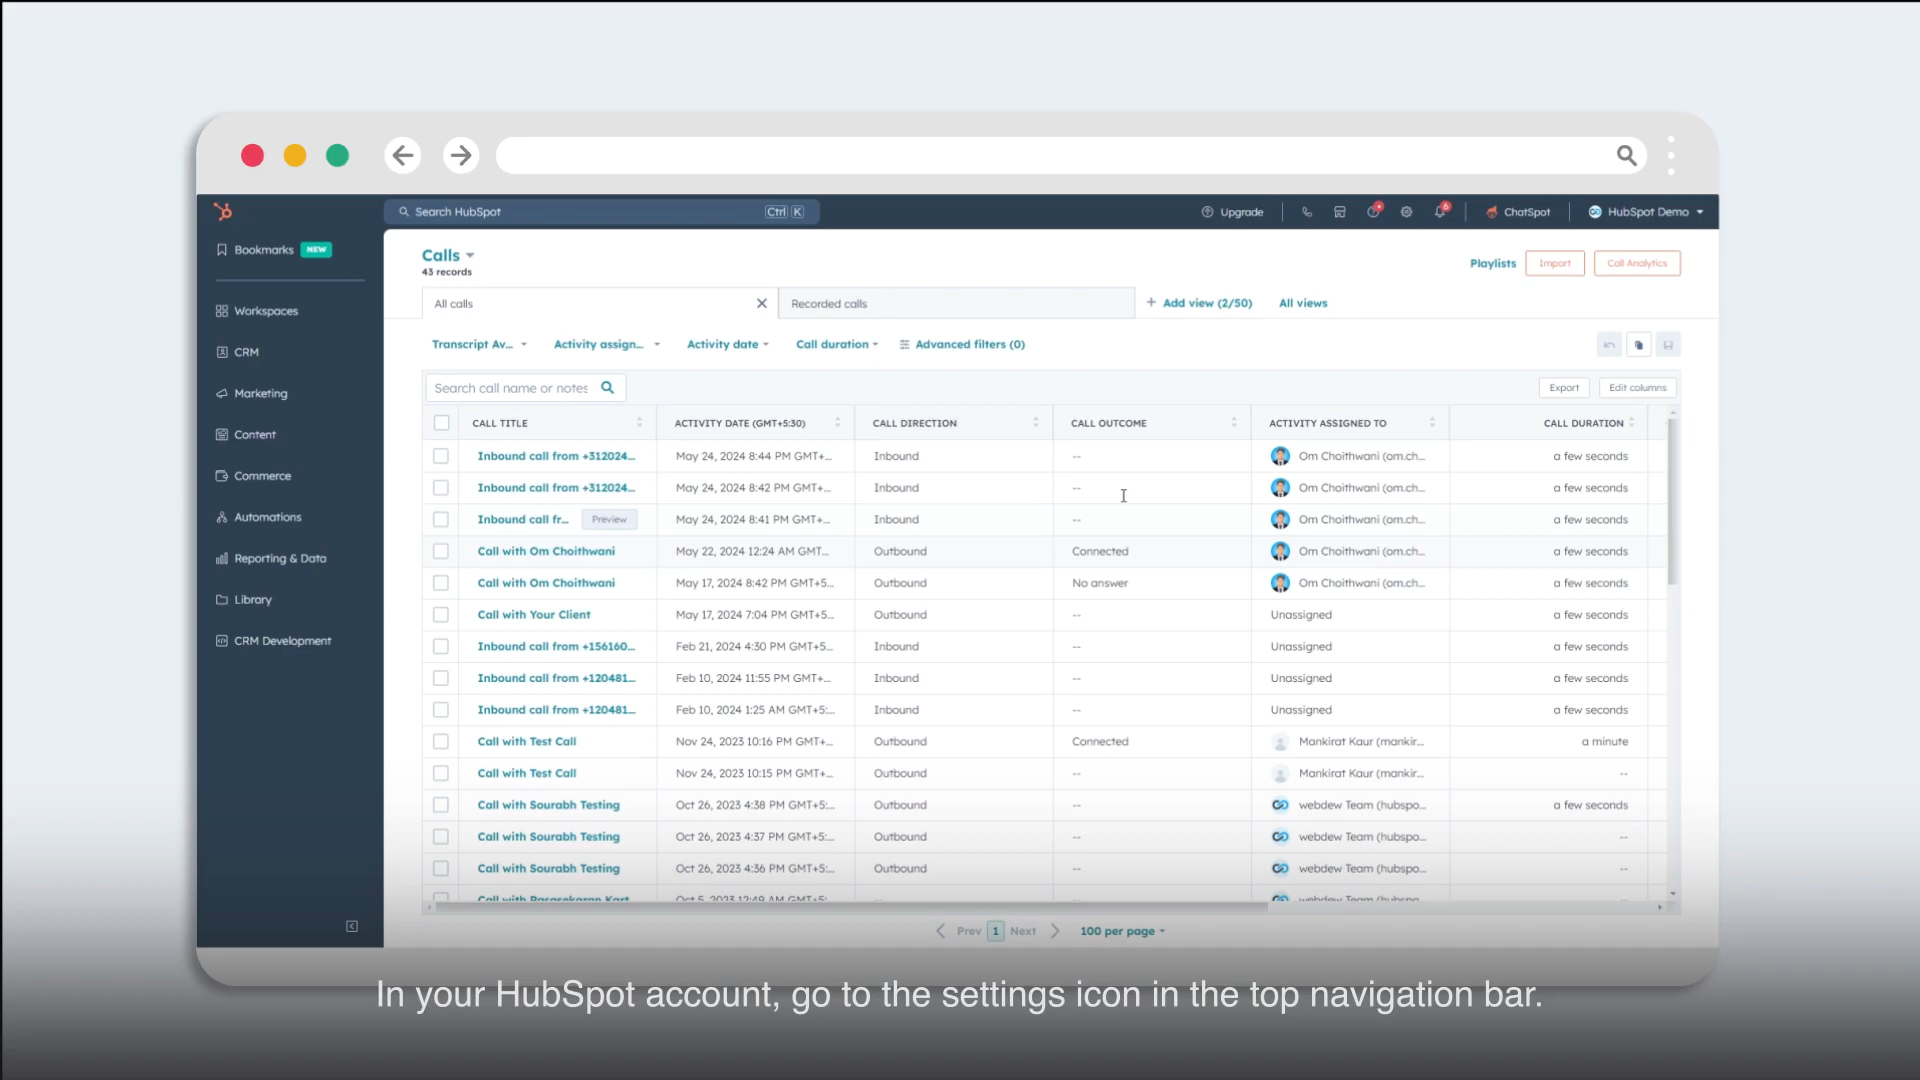 Search HubSpot Ctrl K Upgrade 6 ChatSpot HubSpot Demo
Bookmarks NEW
Workspaces
CRM
Marketing
Content
Commerce
Automations
Reporting & Data
Library
CRM Development
Calls
43 records
Playlists Import Call Analytics
All calls Recorded calls + Add view (2/50) All views
Transcript Av... Activity assign... Activity date Call duration Advanced filters (0)
Search call name or notes Export Edit columns
CALL TITLE ACTIVITY DATE (GMT+5:30) CALL DIRECTION CALL OUTCOME ACTIVITY ASSIGNED TO CALL DURATION
Inbound call from +312024... May 24, 2024 8:44 PM GMT+... Inbound -- Om Choithwani (om.ch... a few seconds
Inbound call from +312024... May 24, 2024 8:42 PM GMT+... Inbound -- Om Choithwani (om.ch... a few seconds
Inbound call fr... Preview May 24, 2024 8:41 PM GMT+... Inbound -- Om Choithwani (om.ch... a few seconds
Call with Om Choithwani May 22, 2024 12:24 AM GMT... Outbound Connected Om Choithwani (om.ch... a few seconds
Call with Om Choithwani May 17, 2024 8:42 PM GMT+5... Outbound No answer Om Choithwani (om.ch... a few seconds
Call with Your Client May 17, 2024 7:04 PM GMT+5... Outbound -- Unassigned a few seconds
Inbound call from +156160... Feb 21, 2024 4:30 PM GMT+5... Inbound -- Unassigned a few seconds
Inbound call from +120481... Feb 10, 2024 11:55 PM GMT+... Inbound -- Unassigned a few seconds
Inbound call from +120481... Feb 10, 2024 1:25 AM GMT+5:... Inbound -- Unassigned a few seconds
Call with Test Call Nov 24, 2023 10:16 PM GMT+... Outbound Connected Mankirat Kaur (mankir... a minute
Call with Test Call Nov 24, 2023 10:15 PM GMT+... Outbound -- Mankirat Kaur (mankir... --
Call with Sourabh Testing Oct 26, 2023 4:38 PM GMT+5:... Outbound -- webdew Team (hubspo... a few seconds
Call with Sourabh Testing Oct 26, 2023 4:37 PM GMT+5:... Outbound -- webdew Team (hubspo... --
Call with Sourabh Testing Oct 26, 2023 4:36 PM GMT+5:... Outbound -- webdew Team (hubspo... --
Prev 1 Next 100 per page
In your HubSpot account, go to the settings icon in the top navigation bar.